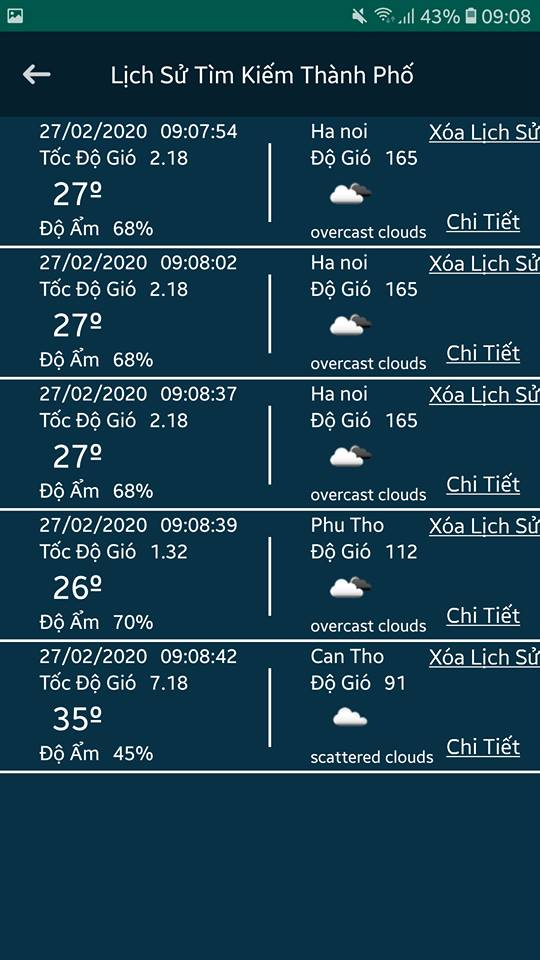 43% 09:08
Lịch Sử Tìm Kiếm Thành Phố
27/02/2020 09:07:54 Ha noi Xóa Lịch Sử
Tốc Độ Gió 2.18 Độ Gió 165
27º
Độ Ẩm 68% overcast clouds Chi Tiết
27/02/2020 09:08:02 Ha noi Xóa Lịch Sử
Tốc Độ Gió 2.18 Độ Gió 165
27º
Độ Ẩm 68% overcast clouds Chi Tiết
27/02/2020 09:08:37 Ha noi Xóa Lịch Sử
Tốc Độ Gió 2.18 Độ Gió 165
27º
Độ Ẩm 68% overcast clouds Chi Tiết
27/02/2020 09:08:39 Phu Tho Xóa Lịch Sử
Tốc Độ Gió 1.32 Độ Gió 112
26º
Độ Ẩm 70% overcast clouds Chi Tiết
27/02/2020 09:08:42 Can Tho Xóa Lịch Sử
Tốc Độ Gió 7.18 Độ Gió 91
35º
Độ Ẩm 45% scattered clouds Chi Tiết